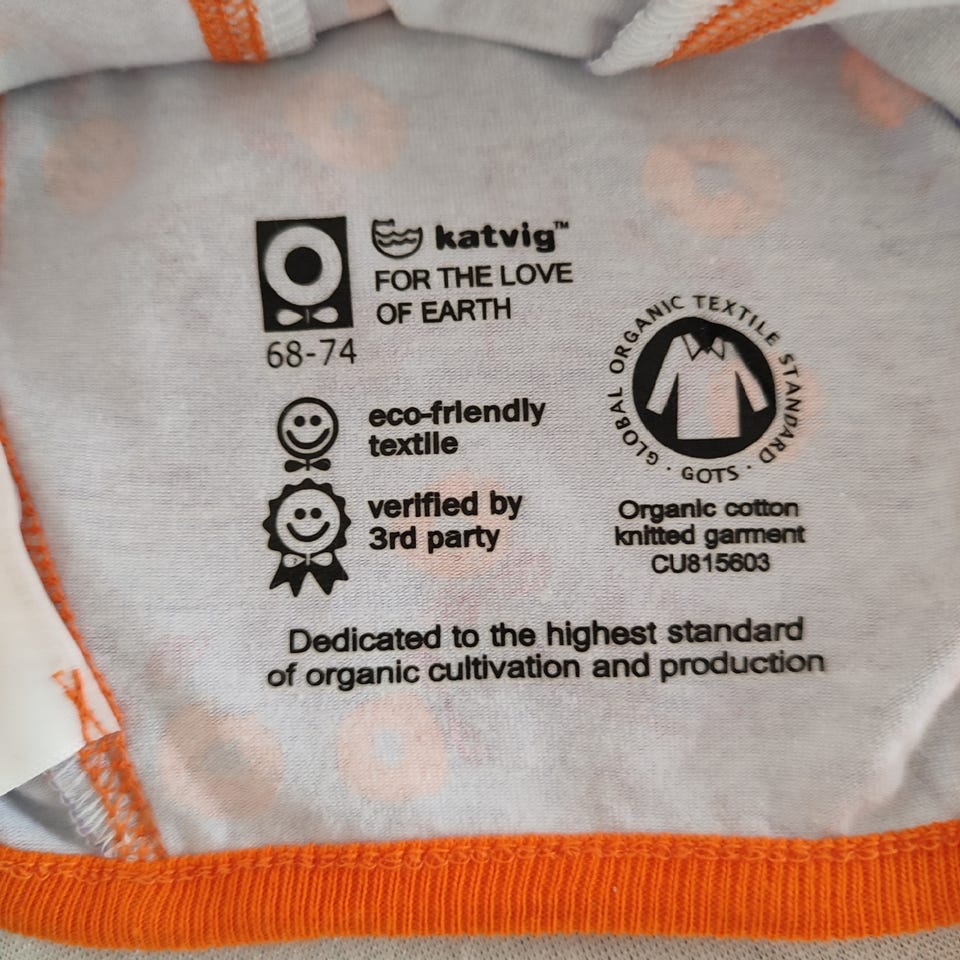 katvig™
FOR THE LOVE
OF EARTH
68-74
eco-friendly
textile
verified by
3rd party
GLOBAL ORGANIC TEXTILE STANDARD
· GOTS ·
Organic cotton
knitted garment
CU815603
Dedicated to the highest standard
of organic cultivation and production